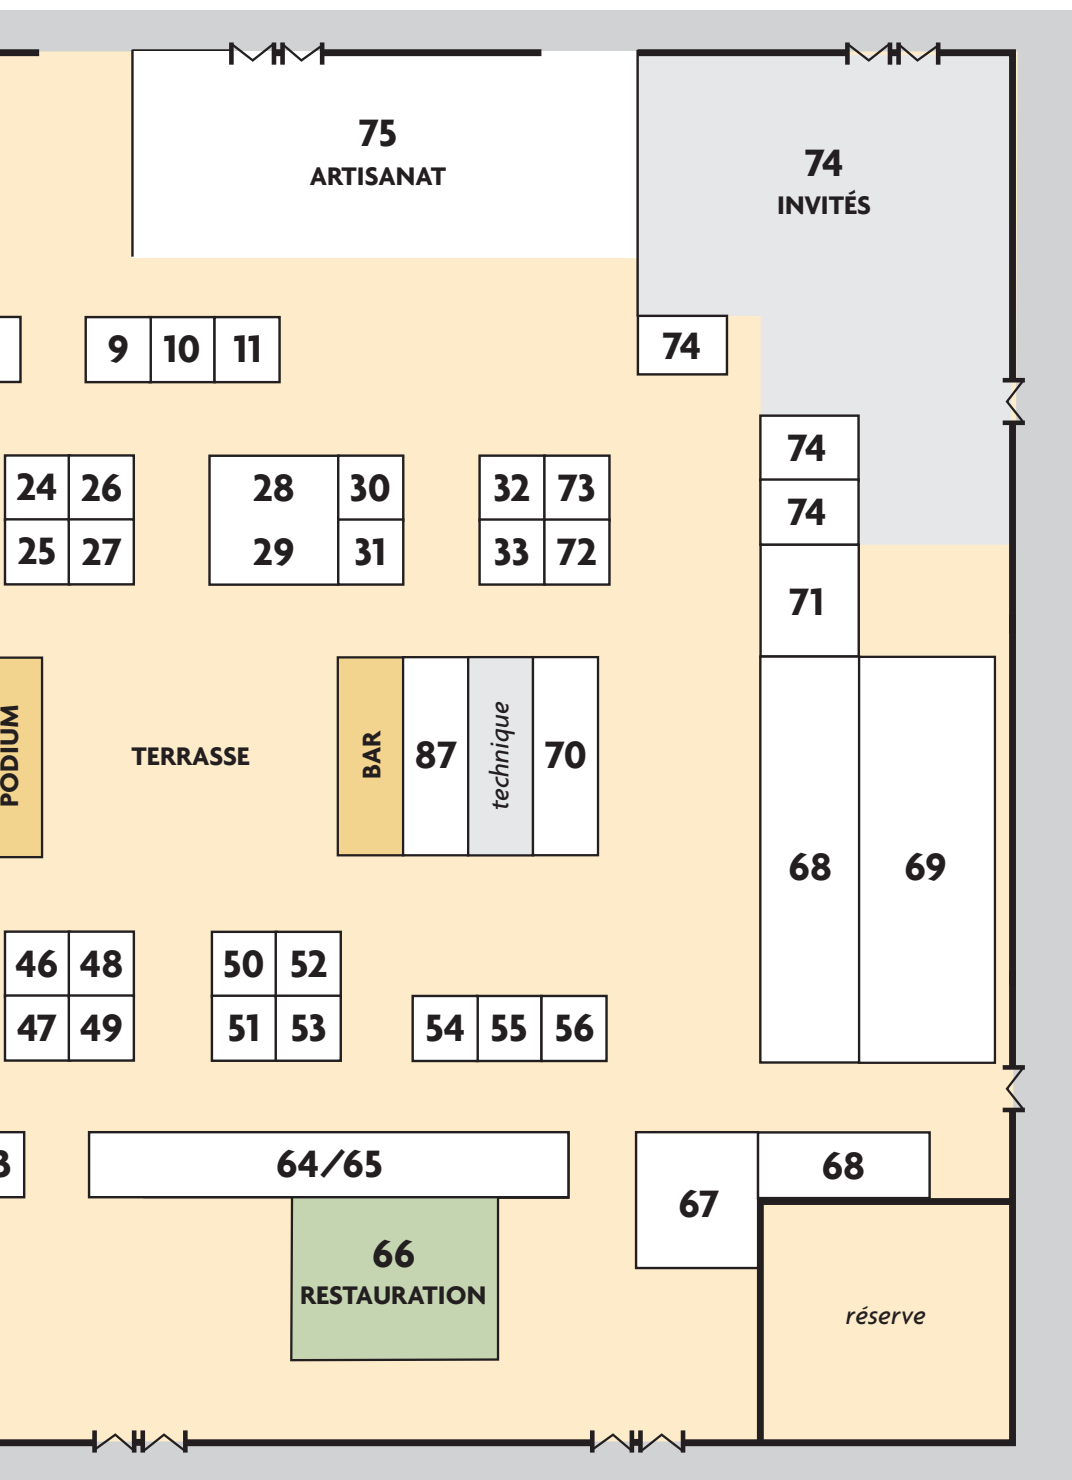 75
ARTISANAT
74
INVITÉS
9 10 11
74
74
24 26
28
30
32 73
74
25 27
29
31
33 72
71
PODIUM
TERRASSE
BAR
87
technique
70
68
69
46 48
50 52
47 49
51 53
54 55 56
64/65
68
67
66
RESTAURATION
réserve